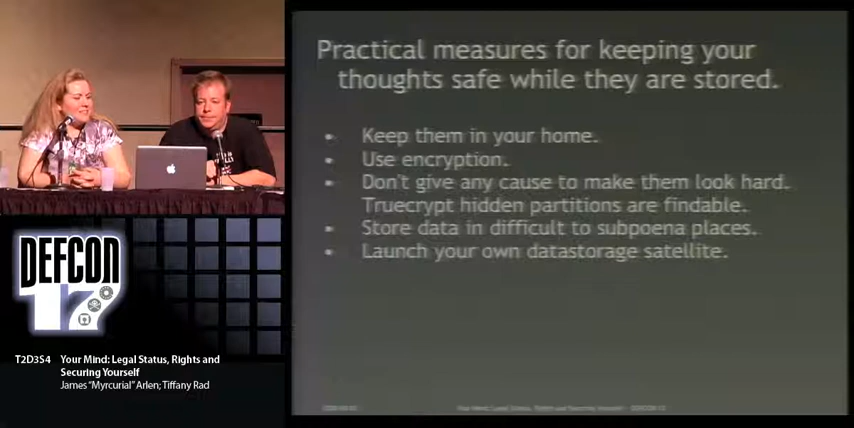 Practical measures for keeping your
thoughts safe while they are stored.
Keep them in your home.
Use encryption.
Don't give any cause to make them look hard.
Truecrypt hidden partitions are findable.
Store data in difficult to subpoena places.
Launch your own datastorage satellite.
DEFCON
17
T2D3S4 Your Mind: Legal Status, Rights and
Securing Yourself
James "Myrcurial" Arlen; Tiffany Rad